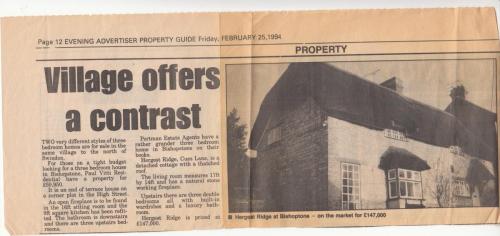 Page 12 EVENING ADVERTISER PROPERTY GUIDE Friday, FEBRUARY 25, 1994
PROPERTY
Village offers
a contrast
TWO very different styles of three
bedroom homes are for sale in the
same village to the north of
Swindon.
For those on a tight budget
looking for a three bedroom house
in Bishopstone, Paul Vitti Resi-
dential have a property for
£59,950.
It is an end of terrace house on
a corner plot in the High Street.
An open fireplace is to be found
in the 16ft sitting room and the
9ft square kitchen has been refit-
ted. The bathroom is downstairs
and there are three upstairs bed-
rooms.
Portman Estate Agents have a
rather grander three bedroom
home in Bishopstone on their
books.
Hergest Ridge, Cues Lane, is a
detached cottage with a thatched
roof.
The living room measures 17ft
by 14ft and has a natural stone
working fireplace.
Upstairs there are three double
bedrooms all with built-in
wardrobes and a luxury bath-
room.
Hergest Ridge is priced at
£147,000.
■ Hergest Ridge at Bishoptone – on the market for £147,000